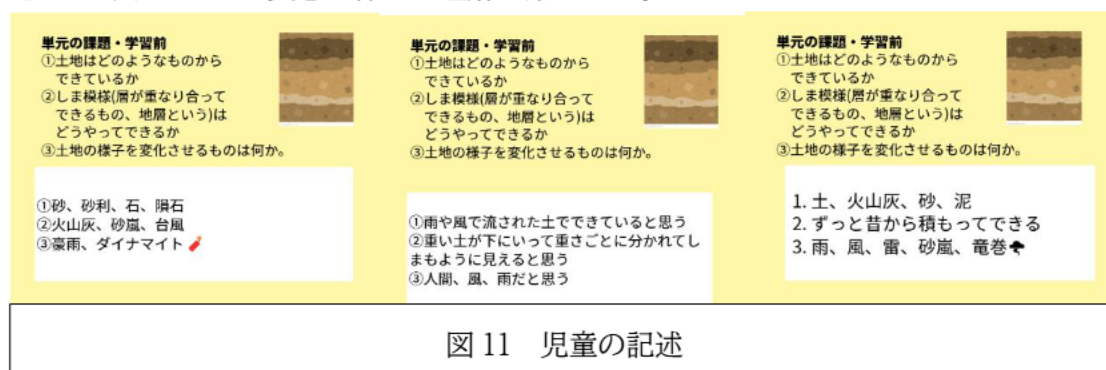 単元の課題・学習前
①土地はどのようなものから
できているか
②しま模様(層が重なり合って
できるもの、地層という)は
どうやってできるか
③土地の様子を変化させるものは何か。
①砂、砂利、石、隕石
②火山灰、砂嵐、台風
③豪雨、ダイナマイト🧨
単元の課題・学習前
①土地はどのようなものから
できているか
②しま模様(層が重なり合って
できるもの、地層という)は
どうやってできるか
③土地の様子を変化させるものは何か。
①雨や風で流された土でできていると思う
②重い土が下にいって重さごとに分かれてし
まもように見えると思う
③人間、風、雨だと思う
単元の課題・学習前
①土地はどのようなものから
できているか
②しま模様(層が重なり合って
できるもの、地層という)は
どうやってできるか
③土地の様子を変化させるものは何か。
1. 土、火山灰、砂、泥
2. ずっと昔から積もってできる
3. 雨、風、雷、砂嵐、竜巻🌪
図 11 児童の記述